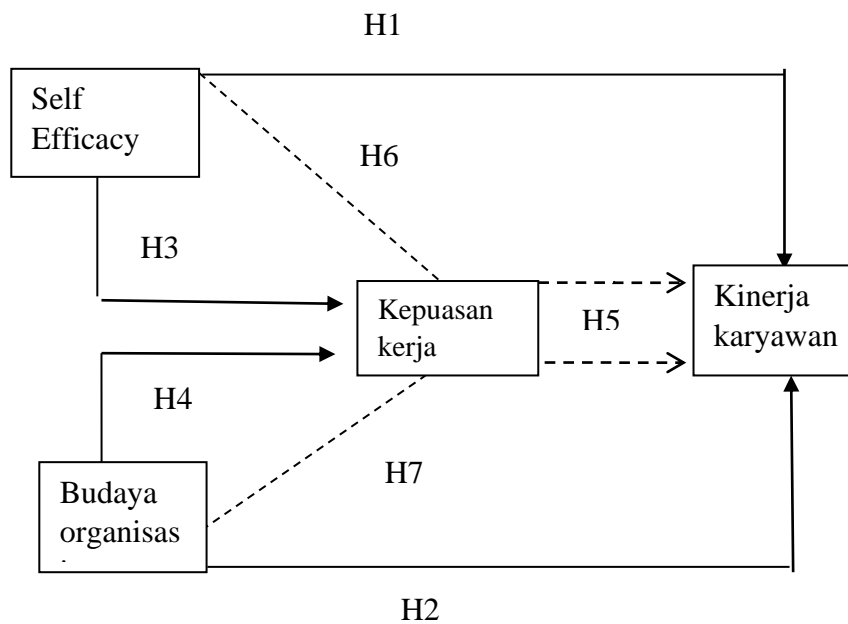 H1
Self
Efficacy
H6
H3
Kepuasan
kerja
H5
Kinerja
karyawan
H4
Budaya
organisas
H7
H2